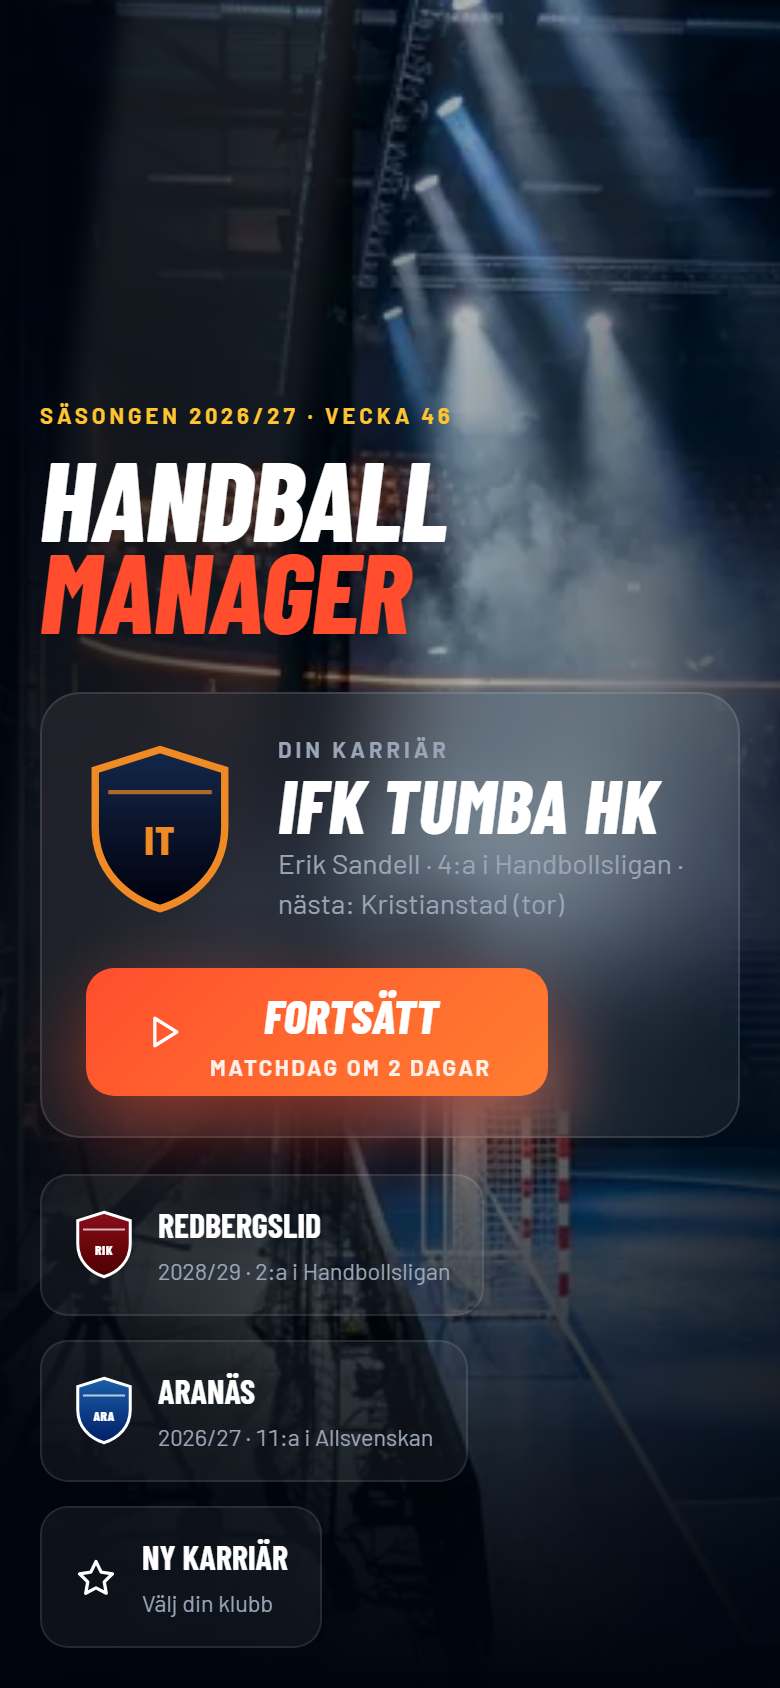 SÄSONGEN 2026/27 · VECKA 46
HANDBALL
MANAGER
DIN KARRIÄR
IFK TUMBA HK
IT
Erik Sandell · 4:a i Handbollsligan ·
nästa: Kristianstad (tor)
FORTSÄTT
MATCHDAG OM 2 DAGAR
REDBERGSLID
RIK
2028/29 · 2:a i Handbollsligan
ARANÄS
ARA
2026/27 · 11:a i Allsvenskan
NY KARRIÄR
Välj din klubb